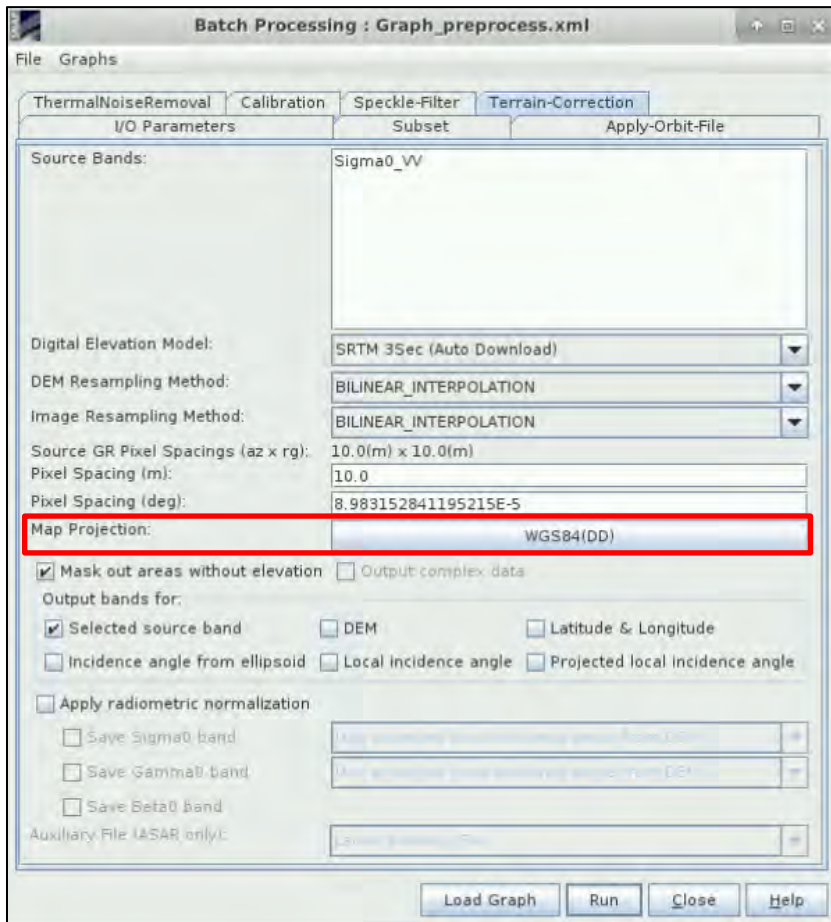 Batch Processing : Graph_preprocess.xml
File Graphs
ThermalNoiseRemoval Calibration Speckle-Filter Terrain-Correction
I/O Parameters Subset Apply-Orbit-File
Source Bands: Sigma0_VV
Digital Elevation Model: SRTM 3Sec (Auto Download)
DEM Resampling Method: BILINEAR_INTERPOLATION
Image Resampling Method: BILINEAR_INTERPOLATION
Source GR Pixel Spacings (az x rg): 10.0(m) x 10.0(m)
Pixel Spacing (m): 10.0
Pixel Spacing (deg): 8.983152841195215E-5
Map Projection: WGS84(DD)
Mask out areas without elevation Output complex data
Output bands for:
Selected source band DEM Latitude & Longitude
Incidence angle from ellipsoid Local incidence angle Projected local incidence angle
Apply radiometric normalization
Save Sigma0 band
Save Gamma0 band
Save Beta0 band
Auxiliary File (ASAR only):
Load Graph Run Close Help